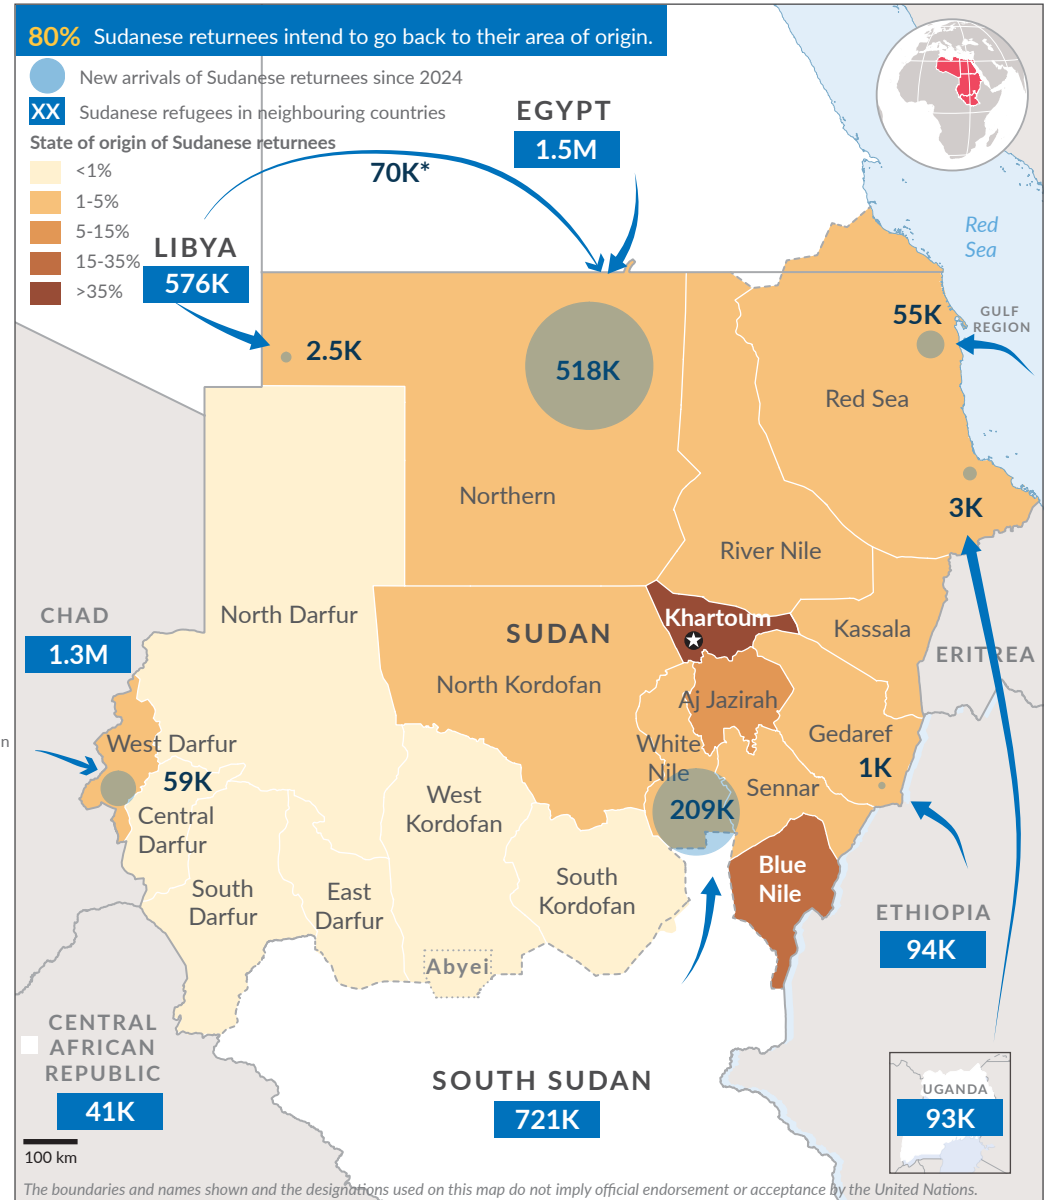 80% Sudanese returnees intend to go back to their area of origin.
New arrivals of Sudanese returnees since 2024
XX Sudanese refugees in neighbouring countries
State of origin of Sudanese returnees
<1%
1-5%
5-15%
15-35%
>35%
EGYPT
1.5M
70K*
LIBYA
576K
Red
Sea
GULF
REGION
55K
2.5K
518K
Red Sea
Northern
3K
River Nile
CHAD
1.3M
North Darfur
Khartoum
SUDAN
Kassala
ERITREA
North Kordofan
Aj Jazirah
n
West Darfur
White
Nile
Gedaref
1K
59K
Sennar
209K
Central
Darfur
West
Kordofan
South
Darfur
East
Darfur
South
Kordofan
Blue
Nile
ETHIOPIA
94K
Abyei
CENTRAL
AFRICAN
REPUBLIC
41K
SOUTH SUDAN
721K
UGANDA
93K
100 km
The boundaries and names shown and the designations used on this map do not imply official endorsement or acceptance by the United Nations.